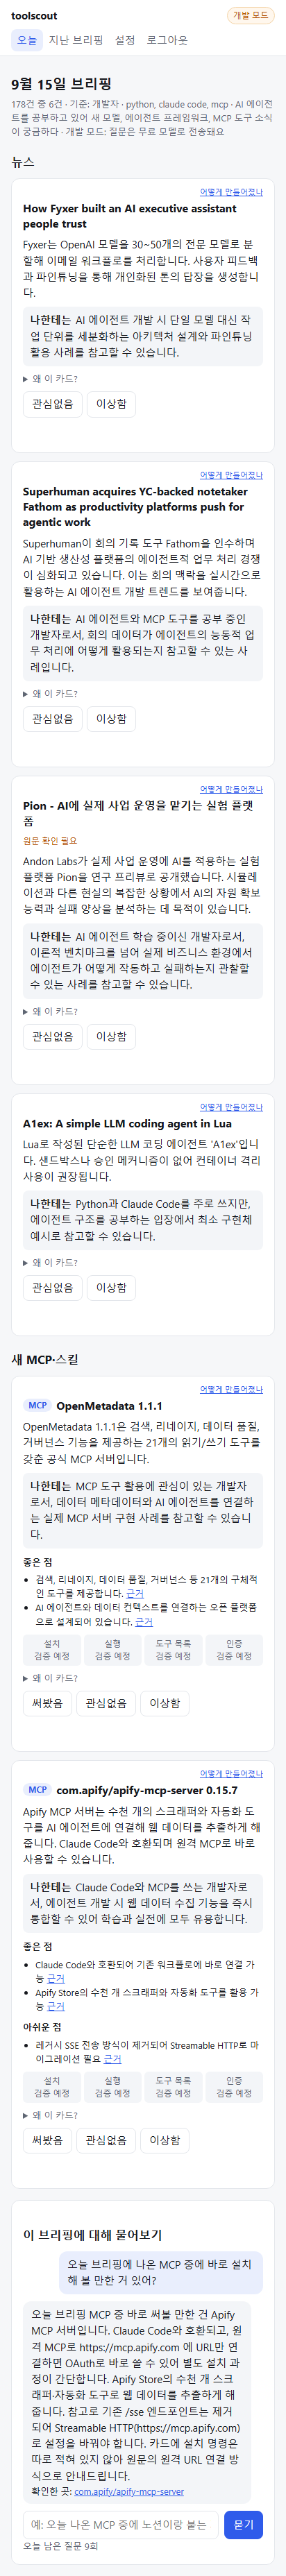 toolscout
개발 모드
오늘 지난 브리핑 설정 로그아웃
9월 15일 브리핑
178건 중 6건 · 기준: 개발자 · python, claude code, mcp · AI 에이전
트를 공부하고 있어 새 모델, 에이전트 프레임워크, MCP 도구 소식
이 궁금하다 · 개발 모드: 질문은 무료 모델로 전송돼요
뉴스
어떻게 만들어졌나
How Fyxer built an AI executive assistant
people trust
Fyxer는 OpenAI 모델을 30~50개의 전문 모델로 분
할해 이메일 워크플로를 처리합니다. 사용자 피드백
과 파인튜닝을 통해 개인화된 톤의 답장을 생성합니
다.
나한테는 AI 에이전트 개발 시 단일 모델 대신 작
업 단위를 세분화하는 아키텍처 설계와 파인튜닝
활용 사례를 참고할 수 있습니다.
▶ 왜 이 카드?
관심없음 이상함
어떻게 만들어졌나
Superhuman acquires YC-backed notetaker
Fathom as productivity platforms push for
agentic work
Superhuman이 회의 기록 도구 Fathom을 인수하며
AI 기반 생산성 플랫폼의 에이전트적 업무 처리 경쟁
이 심화되고 있습니다. 이는 회의 맥락을 실시간으로
활용하는 AI 에이전트 개발 트렌드를 보여줍니다.
나한테는 AI 에이전트와 MCP 도구를 공부 중인
개발자로서, 회의 데이터가 에이전트의 능동적 업
무 처리에 어떻게 활용되는지 참고할 수 있는 사
례입니다.
▶ 왜 이 카드?
관심없음 이상함
어떻게 만들어졌나
Pion - AI에 실제 사업 운영을 맡기는 실험 플랫
폼
원문 확인 필요
Andon Labs가 실제 사업 운영에 AI를 적용하는 실험
플랫폼 Pion을 연구 프리뷰로 공개했습니다. 시뮬레
이션과 다른 현실의 복잡한 상황에서 AI의 자원 확보
능력과 실패 양상을 분석하는 데 목적이 있습니다.
나한테는 AI 에이전트 학습 중이신 개발자로서,
이론적 벤치마크를 넘어 실제 비즈니스 환경에서
에이전트가 어떻게 작동하고 실패하는지 관찰할
수 있는 사례를 참고할 수 있습니다.
▶ 왜 이 카드?
관심없음 이상함
어떻게 만들어졌나
A1ex: A simple LLM coding agent in Lua
Lua로 작성된 단순한 LLM 코딩 에이전트 'A1ex'입니
다. 샌드박스나 승인 메커니즘이 없어 컨테이너 격리
사용이 권장됩니다.
나한테는 Python과 Claude Code를 주로 쓰지만,
에이전트 구조를 공부하는 입장에서 최소 구현체
예시로 참고할 수 있습니다.
▶ 왜 이 카드?
관심없음 이상함
새 MCP·스킬
어떻게 만들어졌나
MCP OpenMetadata 1.1.1
OpenMetadata 1.1.1은 검색, 리네이지, 데이터 품질,
거버넌스 기능을 제공하는 21개의 읽기/쓰기 도구를
갖춘 공식 MCP 서버입니다.
나한테는 MCP 도구 활용에 관심이 있는 개발자
로서, 데이터 메타데이터와 AI 에이전트를 연결하
는 실제 MCP 서버 구현 사례를 참고할 수 있습니
다.
좋은 점
• 검색, 리네이지, 데이터 품질, 거버넌스 등 21개의 구체적
인 도구를 제공합니다. 근거
• AI 에이전트와 데이터 컨텍스트를 연결하는 오픈 플랫폼
으로 설계되어 있습니다. 근거
설치 실행 도구 목록 인증
검증 예정 검증 예정 검증 예정 검증 예정
▶ 왜 이 카드?
써봤음 관심없음 이상함
어떻게 만들어졌나
MCP com.apify/apify-mcp-server 0.15.7
Apify MCP 서버는 수천 개의 스크래퍼와 자동화 도
구를 AI 에이전트에 연결해 웹 데이터를 추출하게 해
줍니다. Claude Code와 호환되며 원격 MCP로 바로
사용할 수 있습니다.
나한테는 Claude Code와 MCP를 쓰는 개발자로
서, 에이전트 개발 시 웹 데이터 수집 기능을 즉시
통합할 수 있어 학습과 실전에 모두 유용합니다.
좋은 점
• Claude Code와 호환되어 기존 워크플로에 바로 연결 가
능 근거
• Apify Store의 수천 개 스크래퍼와 자동화 도구를 활용 가
능 근거
아쉬운 점
• 레거시 SSE 전송 방식이 제거되어 Streamable HTTP로 마
이그레이션 필요 근거
설치 실행 도구 목록 인증
검증 예정 검증 예정 검증 예정 검증 예정
▶ 왜 이 카드?
써봤음 관심없음 이상함
이 브리핑에 대해 물어보기
오늘 브리핑에 나온 MCP 중에 바로 설치
해 볼 만한 거 있어?
오늘 브리핑 MCP 중 바로 써볼 만한 건 Apify
MCP 서버입니다. Claude Code와 호환되고, 원
격 MCP로 https://mcp.apify.com 에 URL만 연
결하면 OAuth로 바로 쓸 수 있어 별도 설치 과
정이 간단합니다. Apify Store의 수천 개 스크
래퍼·자동화 도구로 웹 데이터를 추출하게 해
줍니다. 참고로 기존 /sse 엔드포인트는 제거
되어 Streamable HTTP(https://mcp.apify.com)
로 설정을 바꿔야 합니다. 카드에 설치 명령은
따로 적혀 있지 않아 원문의 원격 URL 연결 방
식으로 안내드립니다.
확인한 곳: com.apify/apify-mcp-server
예: 오늘 나온 MCP 중에 노션이랑 붙는 묻기
오늘 남은 질문 9회